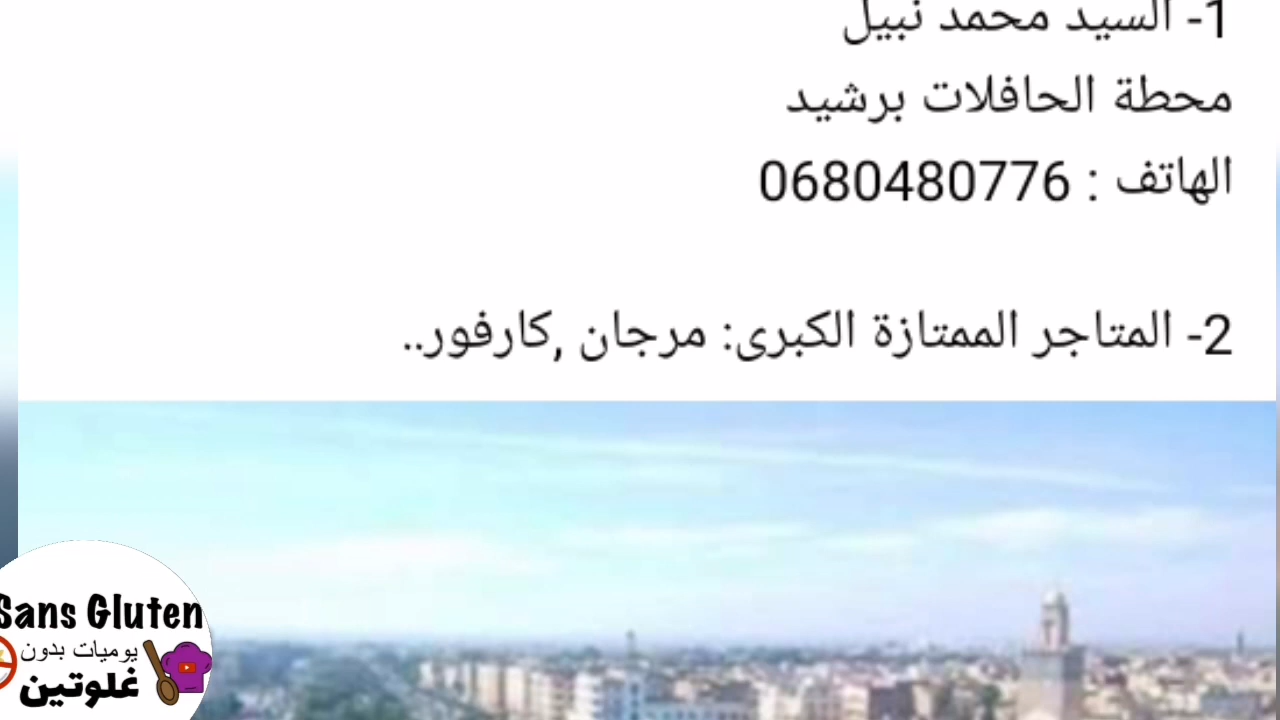 1- السيد محمد نبيل
محطة الحافلات برشيد
الهاتف : 0680480776
2- المتاجر الممتازة الكبرى: مرجان ,كارفور..
Sans Gluten
يوميات بدون
غلوتين